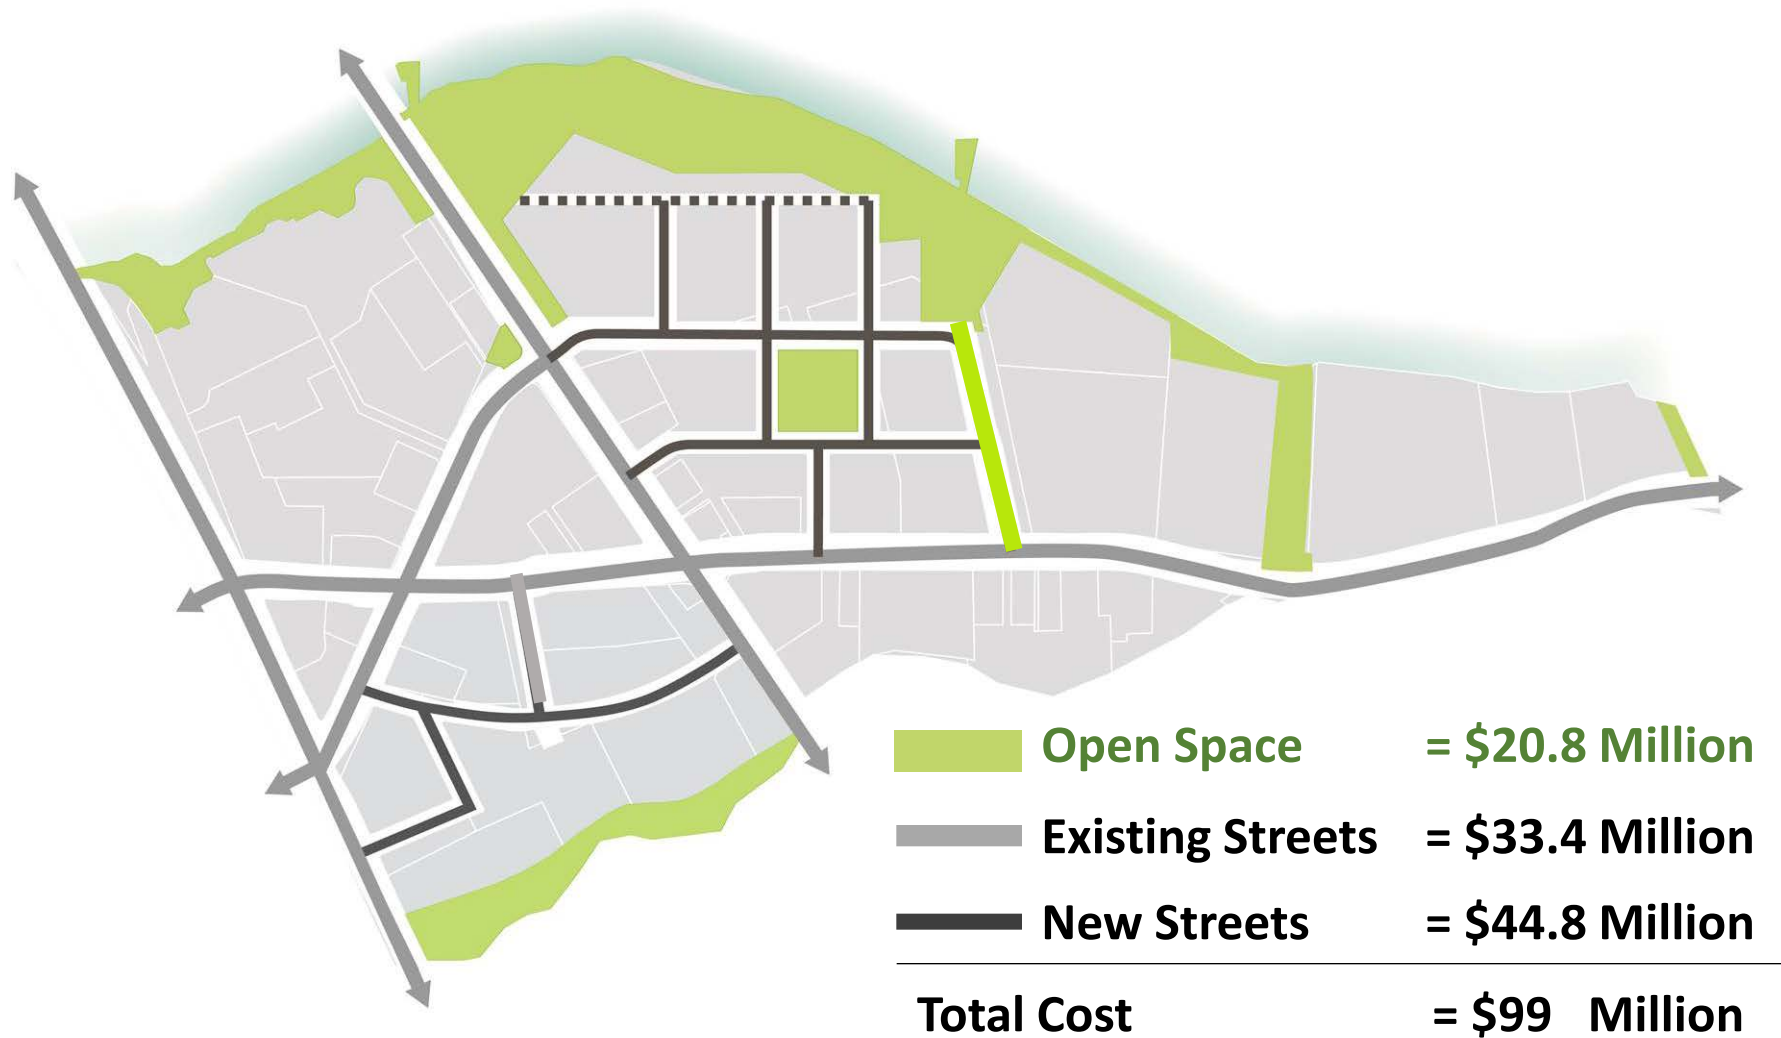 Open Space = $20.8 Million
Existing Streets = $33.4 Million
New Streets = $44.8 Million
Total Cost = $99 Million